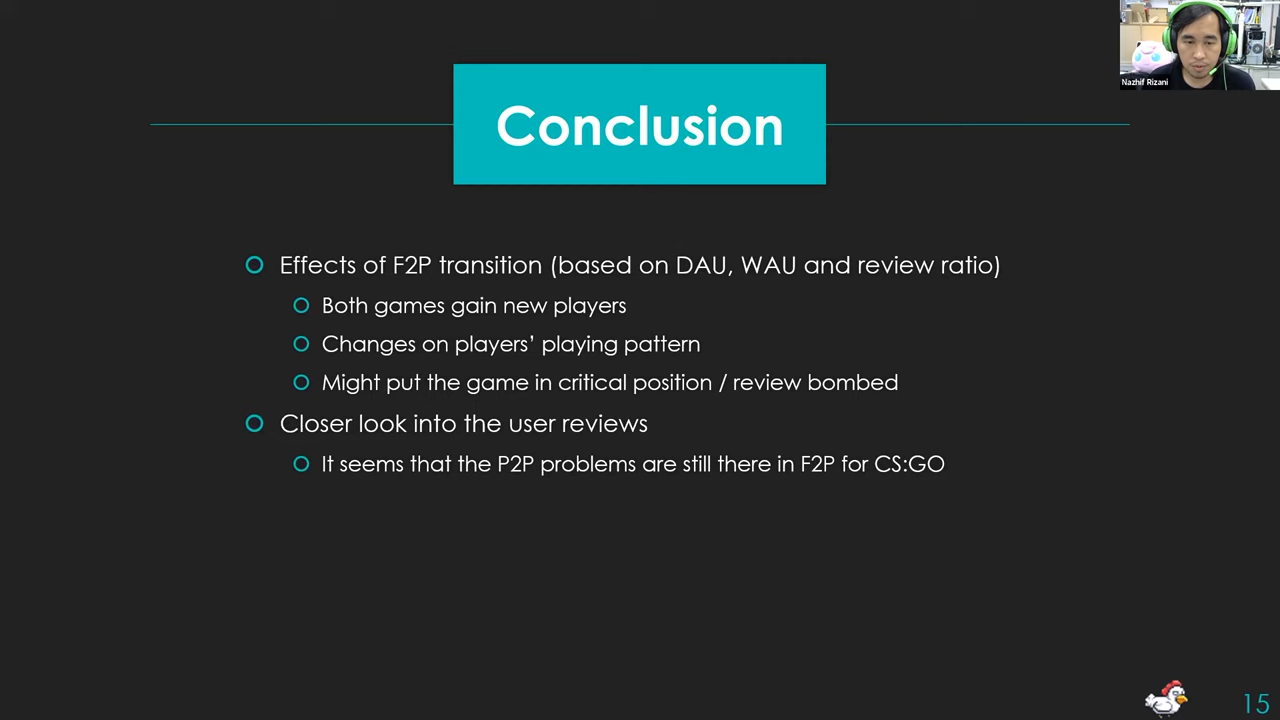 Nazhif Rizani
Conclusion
Effects of F2P transition (based on DAU, WAU and review ratio)
Both games gain new players
Changes on players’ playing pattern
Might put the game in critical position / review bombed
Closer look into the user reviews
It seems that the P2P problems are still there in F2P for CS:GO
15